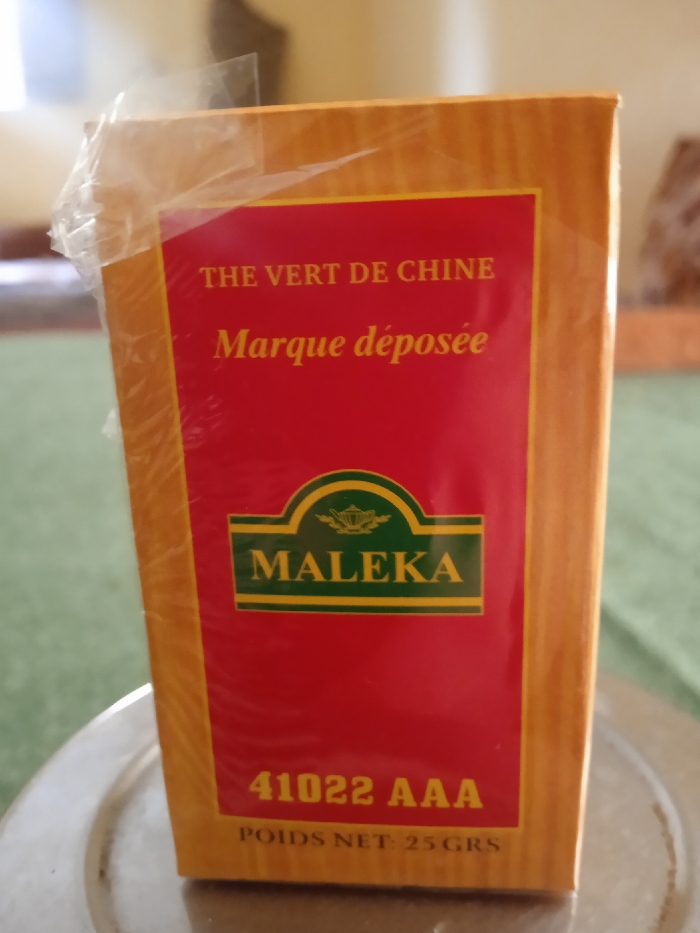 THE VERT DE CHINE
Marque déposée
MALEKA
41022 AAA
POIDS NET: 25 GRS